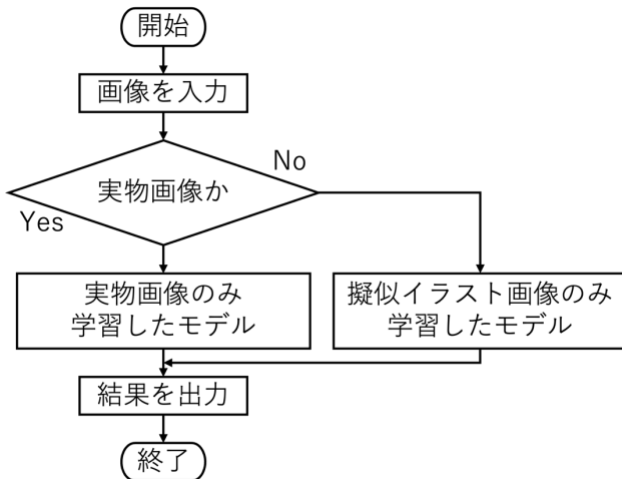 開始
画像を入力
実物画像か
No
Yes
実物画像のみ
学習したモデル
擬似イラスト画像のみ
学習したモデル
結果を出力
終了